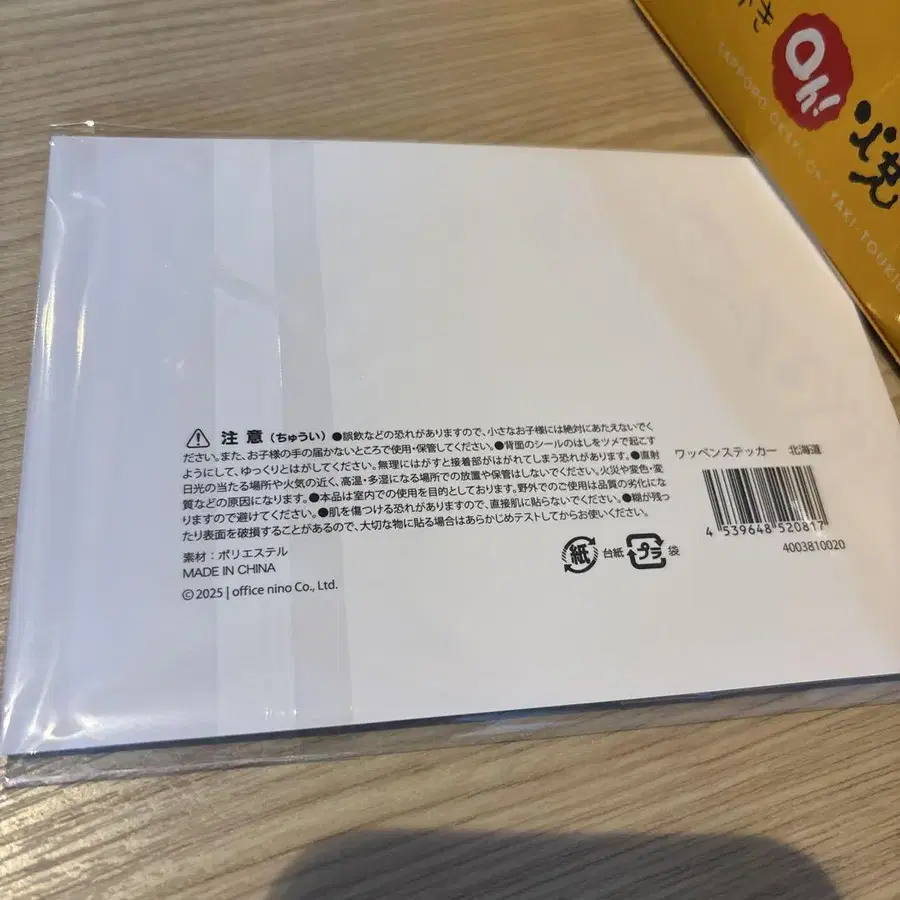 き
Oh!
焼
SAPPORO OKAKI Oh! YAKI-TOUKIBI
注 意 (ちゅうい) ●誤飲などの恐れがありますので、小さなお子様には絶対にあたえないでく
ださい。また、お子様の手の届かないところで使用・保管してください。●背面のシールのはしをツメで起こす
ようにして、ゆっくりとはがしてください。無理にはがすと接着部がはがれてしまう恐れがあります。●直射
日光の当たる場所や火気の近く、高温・多湿になる場所での放置や保管はしないでください。火災や変色・変
質などの原因になります。●本品は室内での使用を目的としております。野外でのご使用は品質の劣化にな
りますので避けてください。●肌を傷つける恐れがありますので、直接肌に貼らないでください。●糊が残っ
たり表面を破損することがあるので、大切な物に貼る場合はあらかじめテストしてからお使いください。
素材:ポリエステル
MADE IN CHINA
©2025 | office nino Co., Ltd.
紙 台紙 プラ 袋
ワッペンステッカー 北海道
4 539648 520817
4003810020